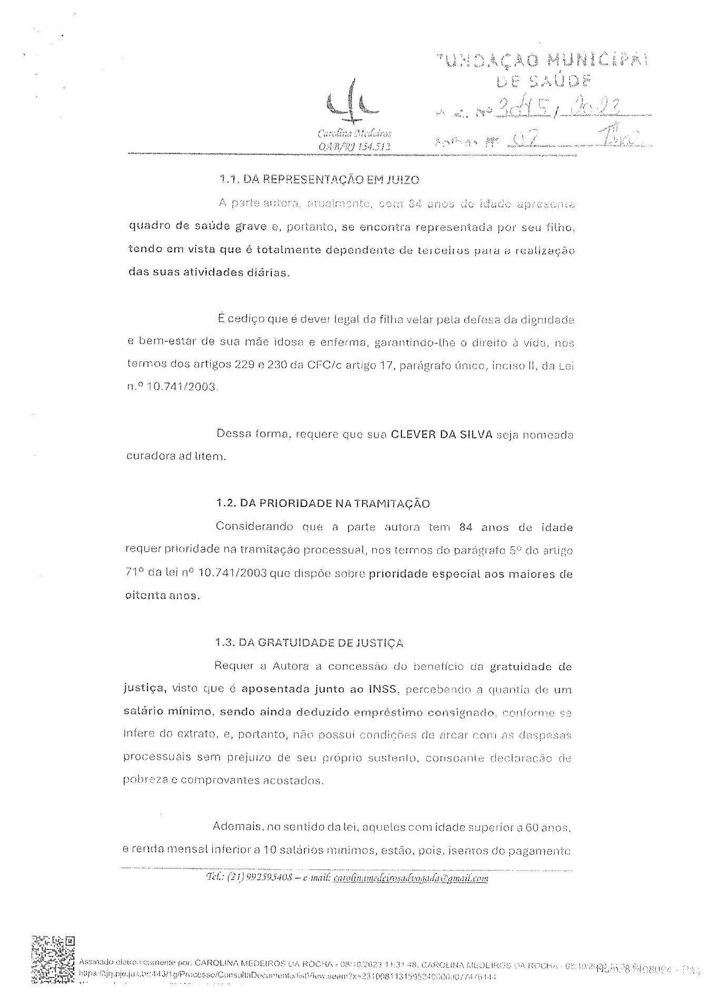 FUNDAÇÃO MUNICIPAL
DE SAÚDE
Nº 3045/2023
07
Carolina Medeiros
OAB/RJ 154.512
1.1. DA REPRESENTAÇÃO EM JUIZO
A parte autora, atualmente, com 84 anos de idade apresenta
quadro de saúde grave e, portanto, se encontra representada por seu filho,
tendo em vista que é totalmente dependente de terceiros para a realização
das suas atividades diárias.
É cediço que é dever legal da filha velar pela defesa da dignidade
e bem-estar de sua mãe idosa e enferma, garantindo-lhe o direito à vida, nos
termos dos artigos 229 e 230 da CFC/c artigo 17, parágrafo único, inciso II, da Lei
n.º 10.741/2003.
Dessa forma, requere que sua CLEVER DA SILVA seja nomeada
curadora ad litem.
1.2. DA PRIORIDADE NA TRAMITAÇÃO
Considerando que a parte autora tem 84 anos de idade
requer prioridade na tramitação processual, nos termos do parágrafo 5º do artigo
71º da lei nº 10.741/2003 que dispõe sobre prioridade especial aos maiores de
oitenta anos.
1.3. DA GRATUIDADE DE JUSTIÇA
Requer a Autora a concessão do benefício da gratuidade de
justiça, visto que é aposentada junto ao INSS, percebendo a quantia de um
salário mínimo, sendo ainda deduzido empréstimo consignado, conforme se
infere do extrato, e, portanto, não possui condições de arcar com as despesas
processuais sem prejuízo de seu próprio sustento, consoante declaração de
pobreza e comprovantes acostados.
Ademais, no sentido da lei, aqueles com idade superior a 60 anos,
e renda mensal inferior a 10 salários mínimos, estão, pois, isentos do pagamento
Tel.: (21) 992595408 – e-mail: carolinamedeirosadvogada@gmail.com
Assinado eletronicamente por: CAROLINA MEDEIROS DA ROCHA - 08/10/2023 11:31:48, CAROLINA MEDEIROS DA ROCHA - 08/10/2023
https://tjrj.pje.jus.br:443/1g/Processo/ConsultaDocumento/listView.seam?x=